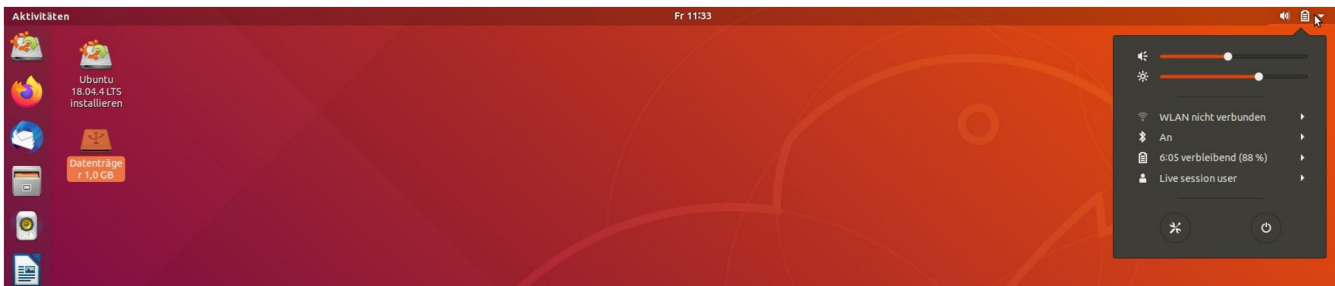 Aktivitäten
Fr 11:33
Ubuntu
18.04.4 LTS
installieren
Datenträge
r 1,0 GB
WLAN nicht verbunden
An
6:05 verbleibend (88 %)
Live session user